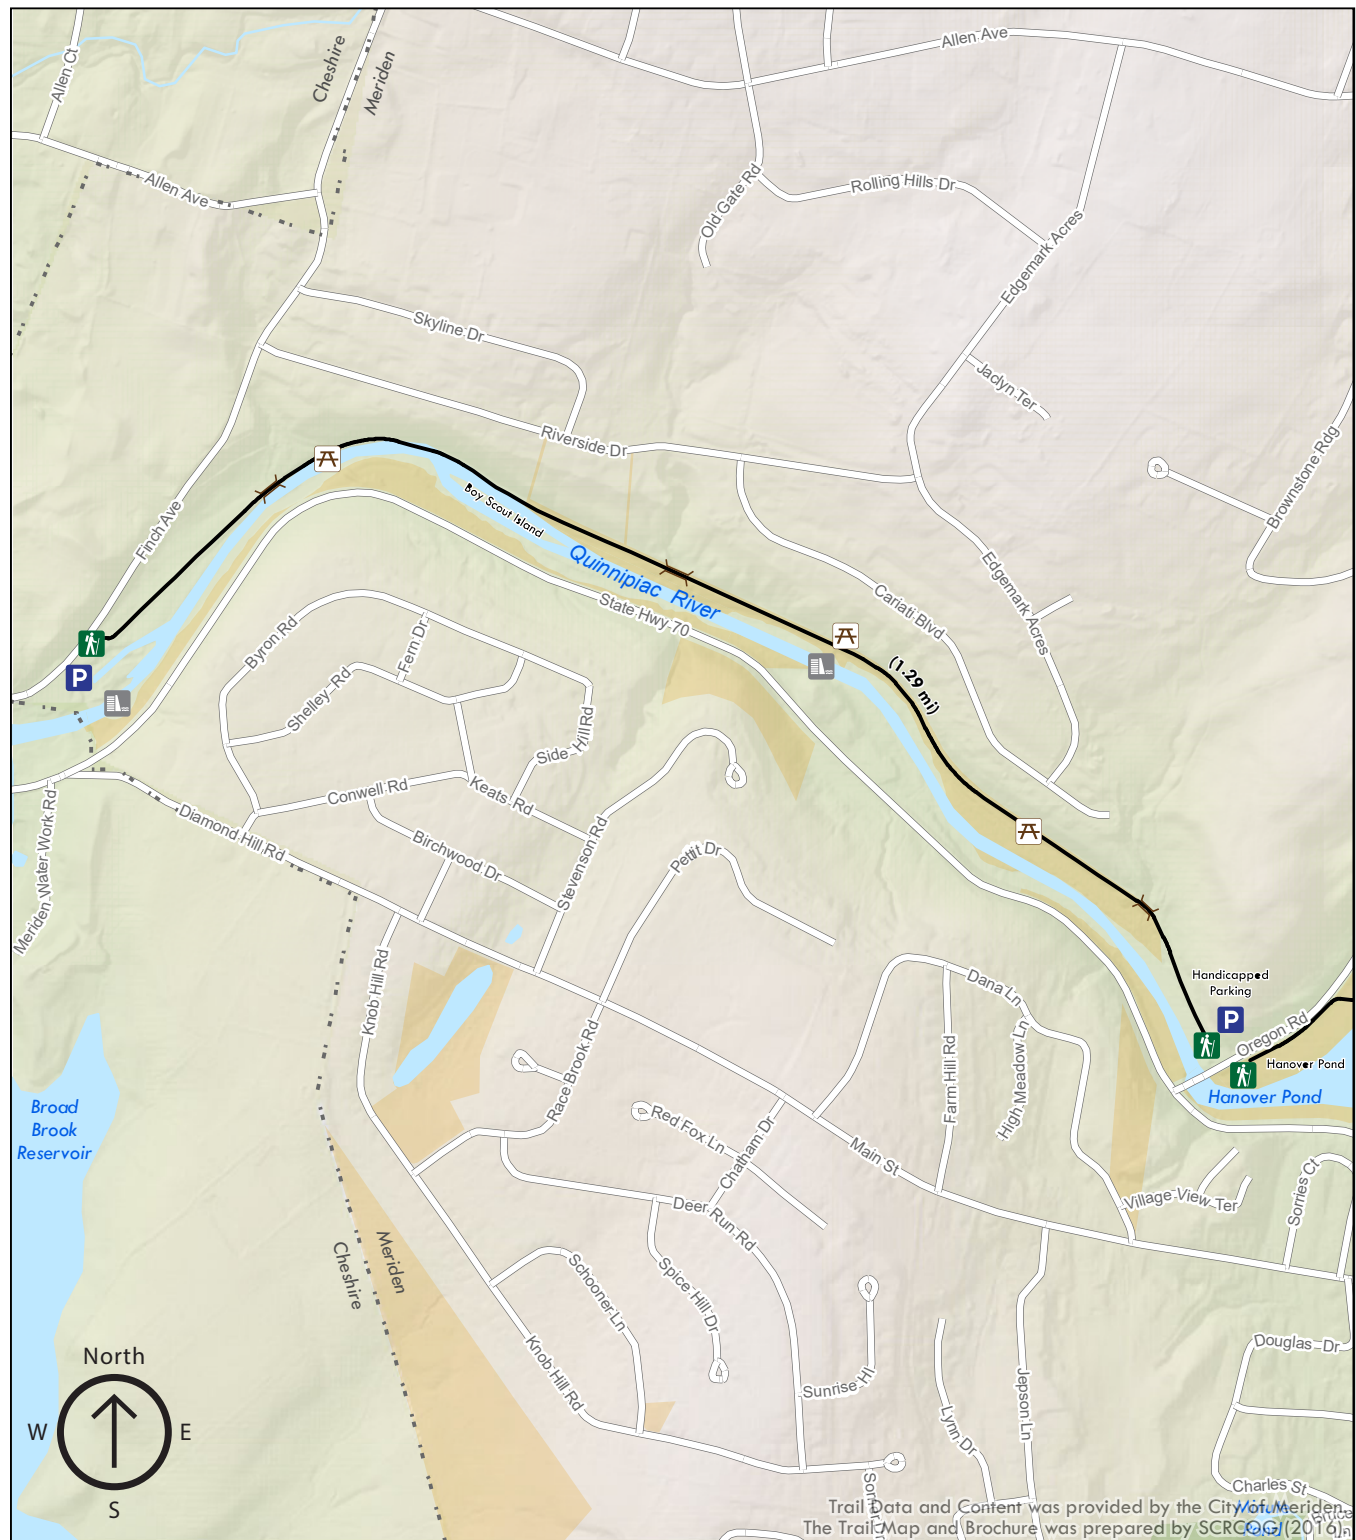 Allen Ct
Cheshire
Meriden
Allen Ave
Allen Ave
Old Gate Rd
Rolling Hills Dr
Edgemark Acres
Skyline Dr
Jaclyn Ter
Riverside Dr
Brownstone Rdg
Finch Ave
Boy Scout Island
Quinnipiac River
State Hwy 70
Edgemark Acres
Cariati Blvd
(1.29 mi)
P
Byron Rd
Fern Dr
Shelley Rd
Side Hill Rd
Conwell Rd
Keats Rd
Diamond Hill Rd
Birchwood Dr
Stevenson Rd
Pettit Dr
Meriden Water Work Rd
Knob Hill Rd
Dana Ln
Handicapped
Parking
P
Oregon Rd
Hanover Pond
Hanover Pond
Farm Hill Rd
High Meadow Ln
Race Brook Rd
Red Fox Ln
Chatham Dr
Main St
Broad
Brook
Reservoir
Village View Ter
Sorries Ct
Deer Run Rd
Meriden
Cheshire
Schooner Ln
Spice Hill Dr
Knob Hill Rd
Sunrise Hl
Lynn Dr
Jepson Ln
Douglas Dr
Charles St
North
W
E
S
Trail Data and Content was provided by the City of Meriden.
The Trail Map and Brochure was prepared by SCRCOG (2016).